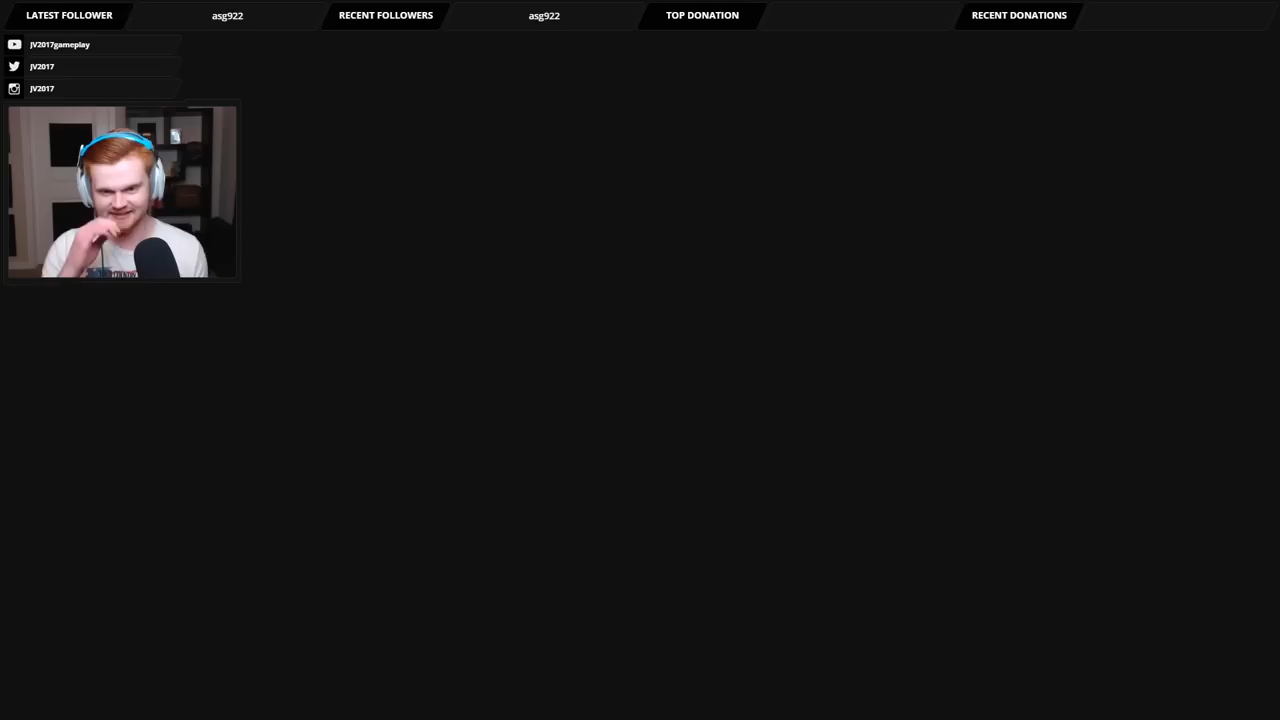 LATEST FOLLOWER asg922 RECENT FOLLOWERS asg922 TOP DONATION RECENT DONATIONS
JV2017gameplay
JV2017
JV2017